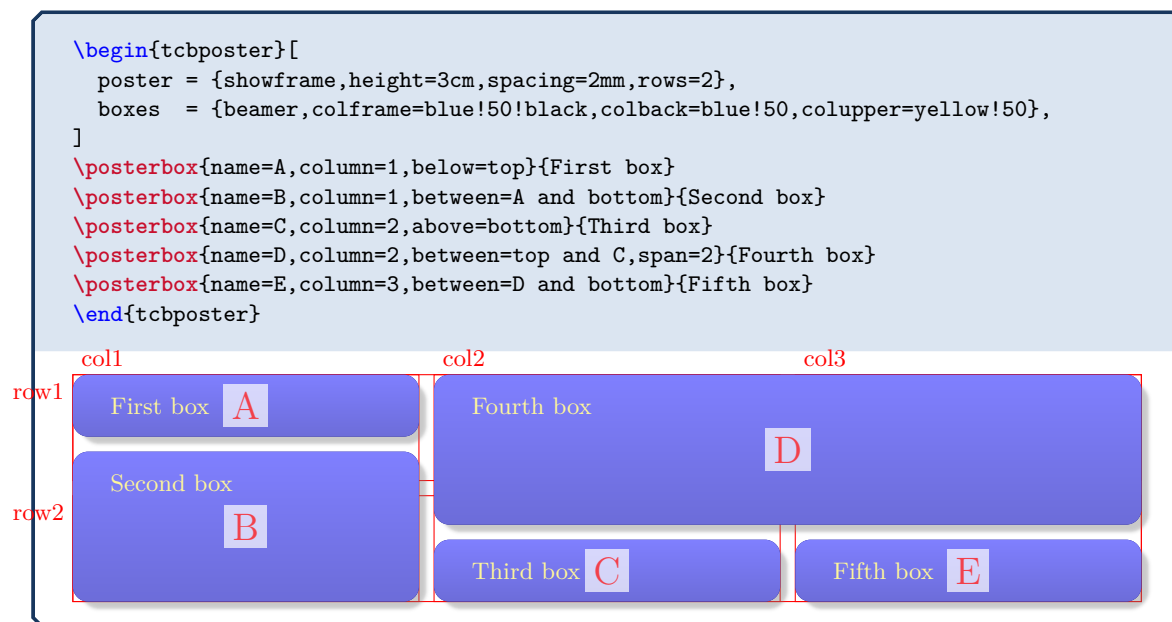 \begin{tcbposter}[
  poster = {showframe,height=3cm,spacing=2mm,rows=2},
  boxes  = {beamer,colframe=blue!50!black,colback=blue!50,colupper=yellow!50},
]
\posterbox{name=A,column=1,below=top}{First box}
\posterbox{name=B,column=1,between=A and bottom}{Second box}
\posterbox{name=C,column=2,above=bottom}{Third box}
\posterbox{name=D,column=2,between=top and C,span=2}{Fourth box}
\posterbox{name=E,column=3,between=D and bottom}{Fifth box}
\end{tcbposter}
col1 col2 col3
row1
First box A
Fourth box
D
Second box
B
row2
Third box C
Fifth box E